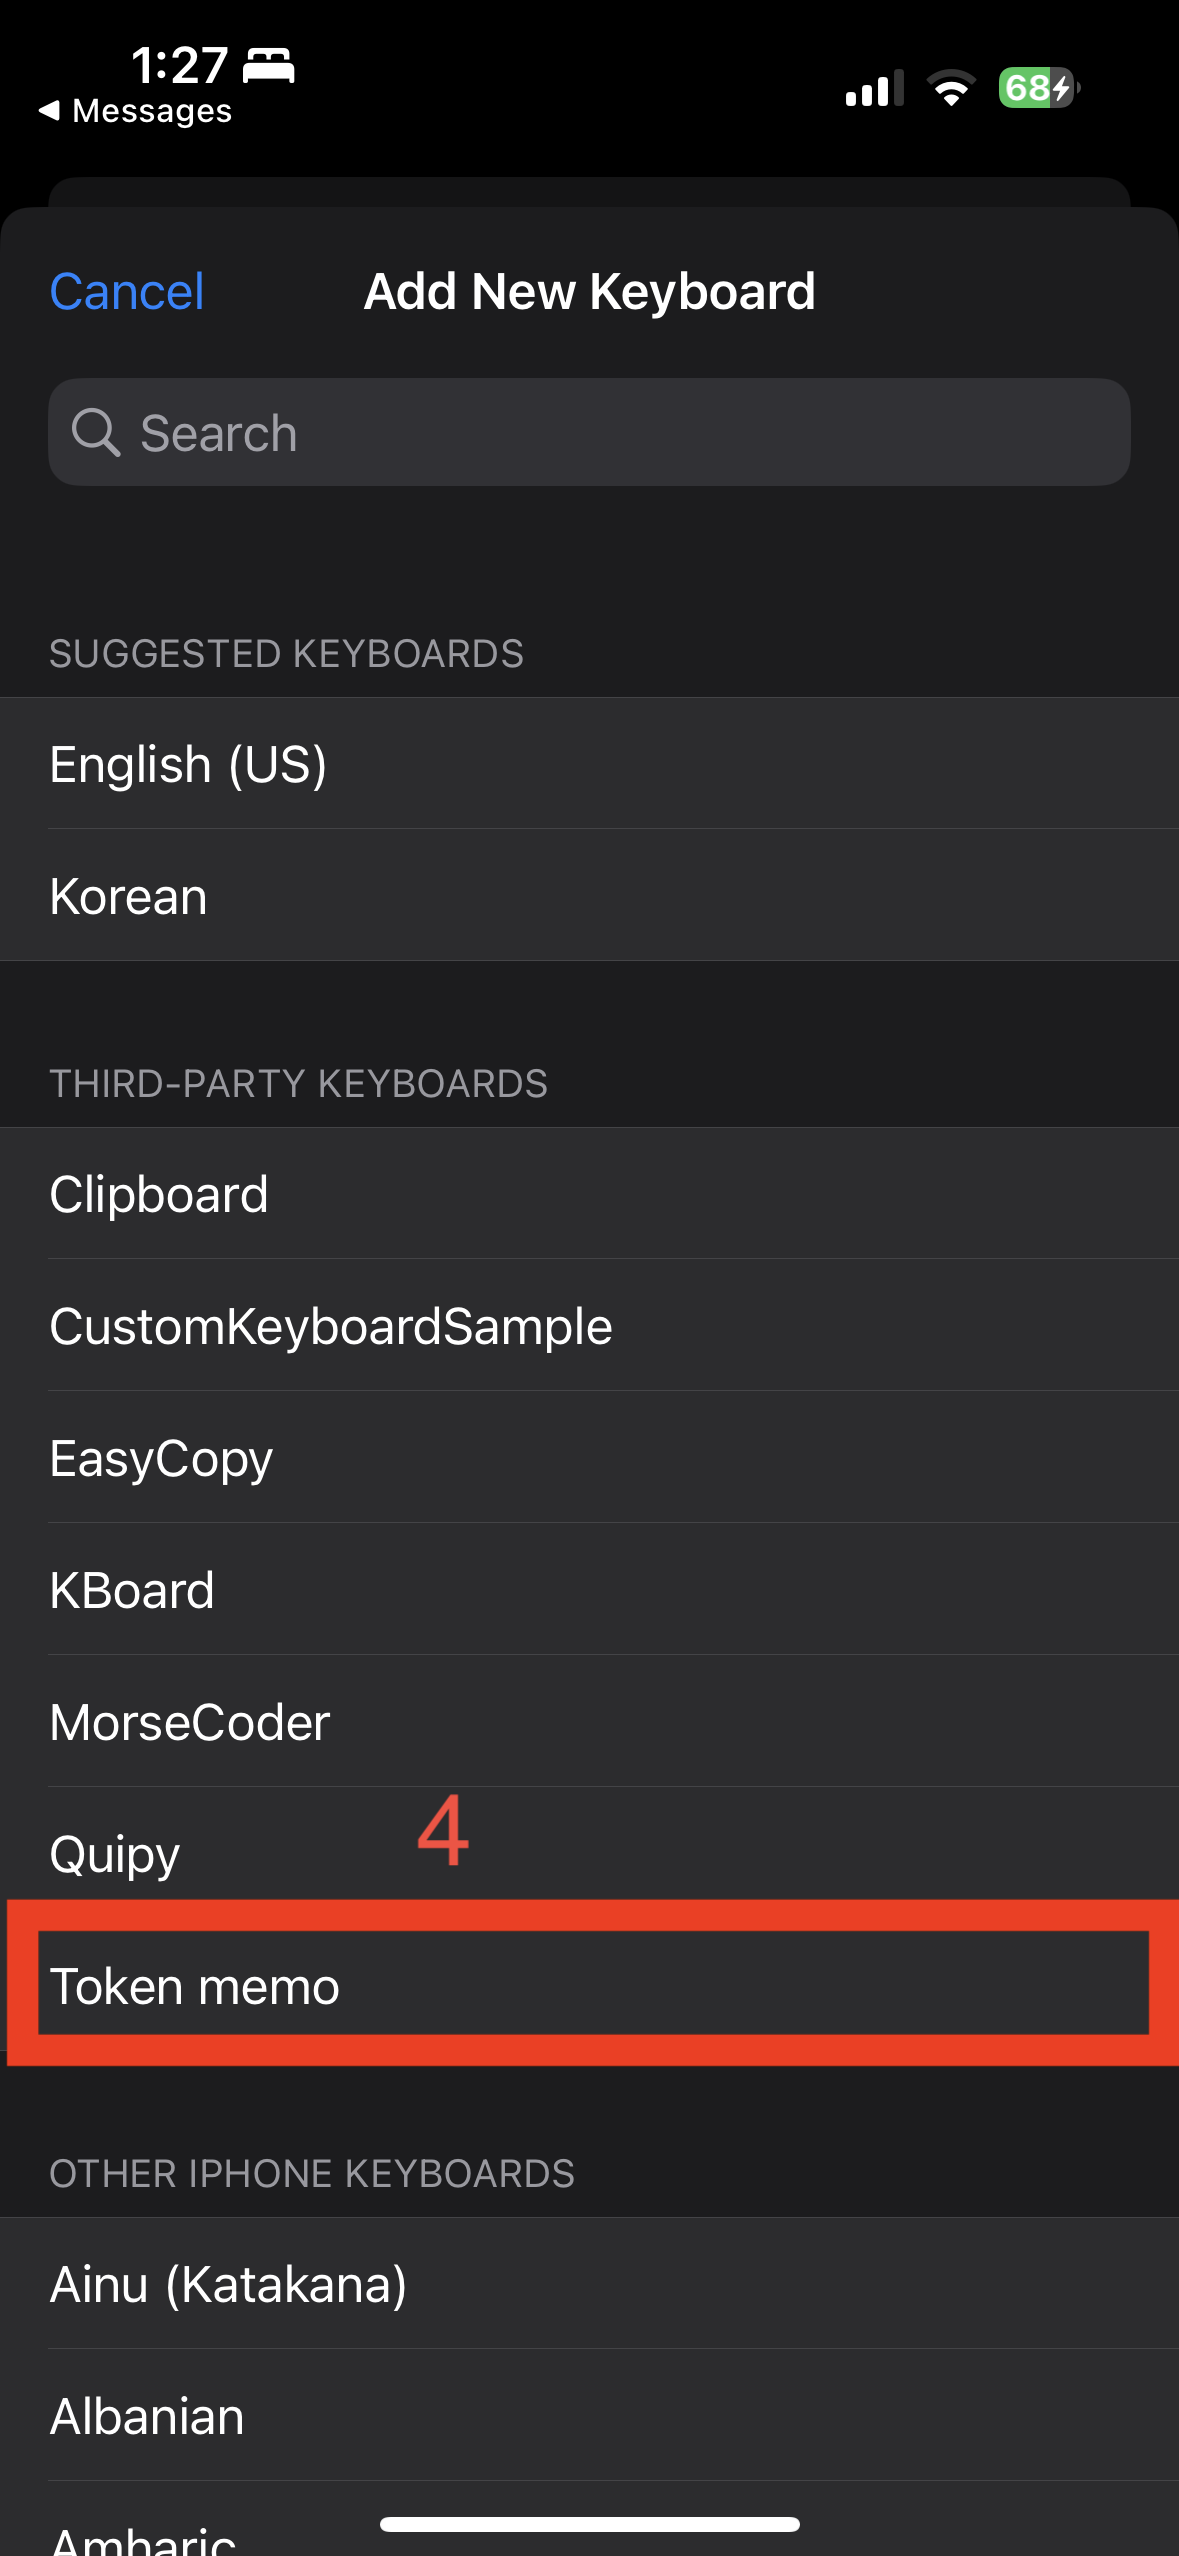 1:27
Messages
68
Cancel
Add New Keyboard
Search
SUGGESTED KEYBOARDS
English (US)
Korean
THIRD-PARTY KEYBOARDS
Clipboard
CustomKeyboardSample
EasyCopy
KBoard
MorseCoder
Quipy
4
Token memo
OTHER IPHONE KEYBOARDS
Ainu (Katakana)
Albanian
Amharic